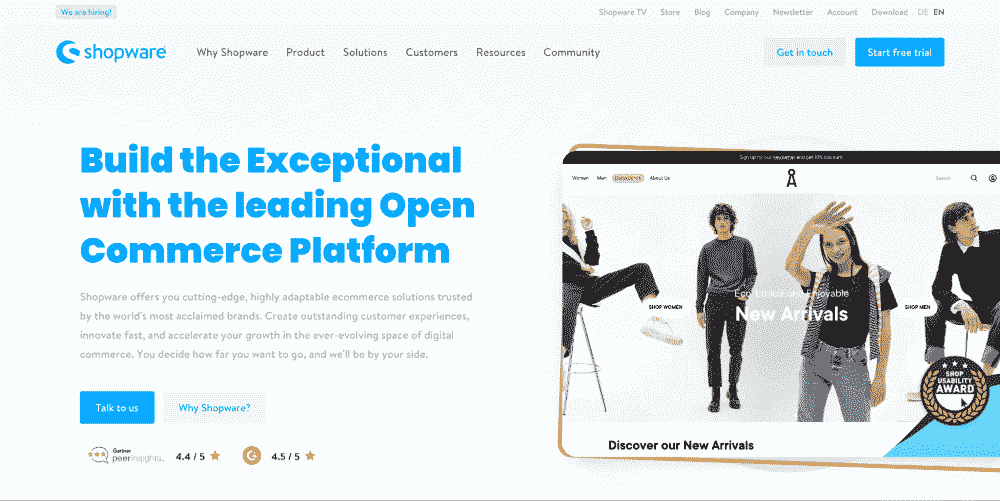 We are hiring!
Shopware TV Store Blog Company Newsletter Account Download DE EN
shopware
Why Shopware Product Solutions Customers Resources Community
Get in touch Start free trial
Build the Exceptional
with the leading Open
Commerce Platform
Shopware offers you cutting-edge, highly adaptable ecommerce solutions trusted
by the world's most acclaimed brands. Create outstanding customer experiences,
innovate fast, and accelerate your growth in the ever-evolving space of digital
commerce. You decide how far you want to go, and we'll be by your side.
Talk to us Why Shopware?
Gartner
peerinsights.
4.4 / 5
4.5 / 5
Sign up for our newsletter and get 10% discount
Women Men About Us
Search
and Enjoyable
New Arrivals
SHOP WOMEN
SHOP MEN
SHOP
USABILITY
AWARD
Discover our New Arrivals